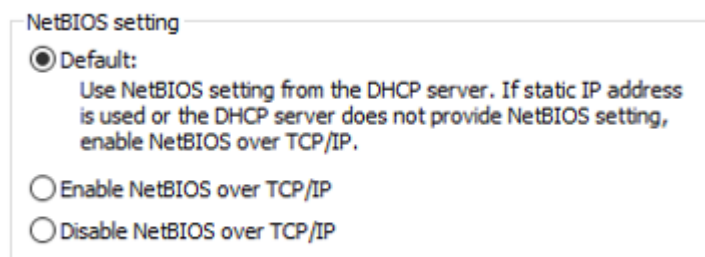 NetBIOS setting
Default:
Use NetBIOS setting from the DHCP server. If static IP address
is used or the DHCP server does not provide NetBIOS setting,
enable NetBIOS over TCP/IP.
Enable NetBIOS over TCP/IP
Disable NetBIOS over TCP/IP